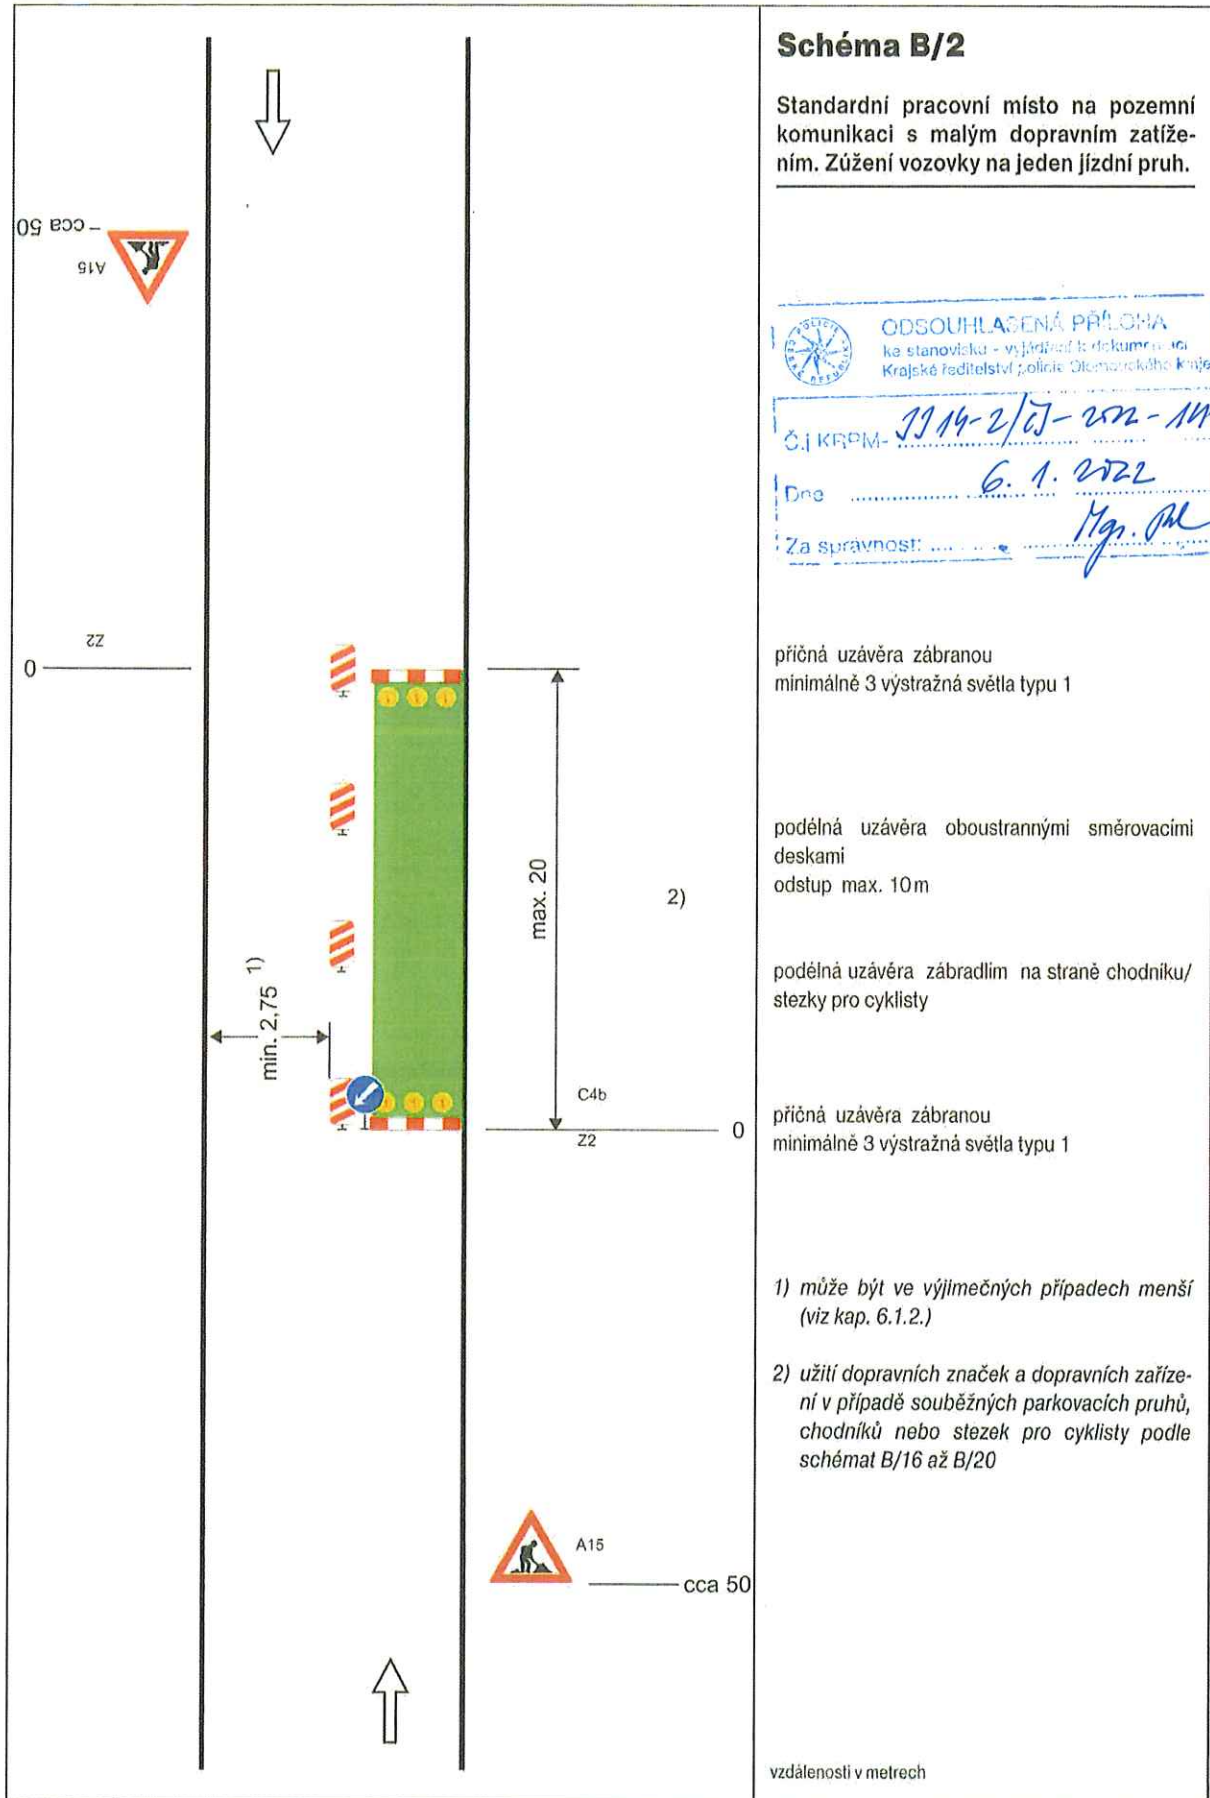 Schéma B/2
Standardní pracovní místo na pozemní
komunikaci s malým dopravním zatíže-
ním. Zúžení vozovky na jeden jízdní pruh.
cca 50
A15
ODSOUHLASENÁ PŘÍLOHA
ke stanovisku - vyjádření k dokumentaci
Krajské ředitelství policie Olomouckého kraje
POLICIE
ČESKÉ REPUBLIKY
Č.j KRPM-
Dne 6. 1. 2022
Za správnost: Mgr.
Z2
0
příčná uzávěra zábranou
minimálně 3 výstražná světla typu 1
podélná uzávěra oboustrannými směrovacími
deskami
odstup max. 10m
max. 20
2)
podélná uzávěra zábradlím na straně chodníku/
stezky pro cyklisty
min. 2,75 1)
C4b
Z2
0
příčná uzávěra zábranou
minimálně 3 výstražná světla typu 1
1) může být ve výjimečných případech menší
(viz kap. 6.1.2.)
2) užití dopravních značek a dopravních zaříze-
ní v případě souběžných parkovacích pruhů,
chodníků nebo stezek pro cyklisty podle
schémat B/16 až B/20
A15
cca 50
vzdálenosti v metrech